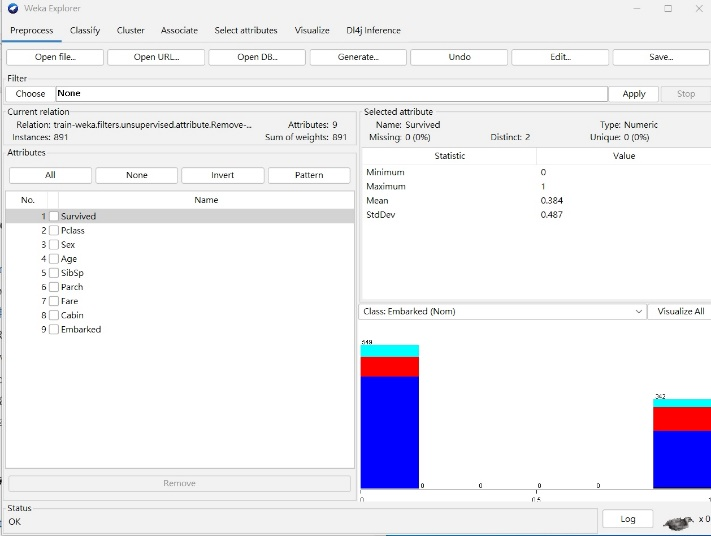 Weka Explorer
Preprocess Classify Cluster Associate Select attributes Visualize Dl4j Inference
Open file... Open URL... Open DB... Generate... Undo Edit... Save...
Filter
Choose None Apply Stop
Current relation
Relation: train-weka.filters.unsupervised.attribute.Remove-... Attributes: 9
Instances: 891 Sum of weights: 891
Selected attribute
Name: Survived Type: Numeric
Missing: 0 (0%) Distinct: 2 Unique: 0 (0%)
Attributes
All None Invert Pattern
No. Name
1 Survived
2 Pclass
3 Sex
4 Age
5 SibSp
6 Parch
7 Fare
8 Cabin
9 Embarked
Remove
Statistic Value
Minimum 0
Maximum 1
Mean 0.384
StdDev 0.487
Class: Embarked (Nom) Visualize All
549
342
0 0 0 0
0 0.5
Status
OK
Log x 0